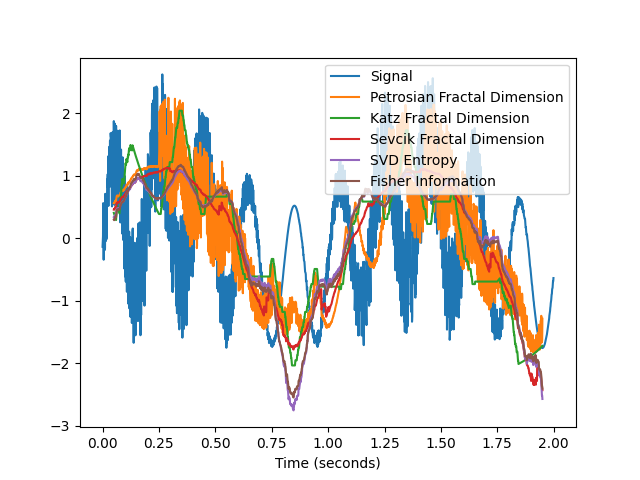 Signal
Petrosian Fractal Dimension
Katz Fractal Dimension
Sevcik Fractal Dimension
SVD Entropy
Fisher Information
2
1
0
−1
−2
−3
0.00 0.25 0.50 0.75 1.00 1.25 1.50 1.75 2.00
Time (seconds)